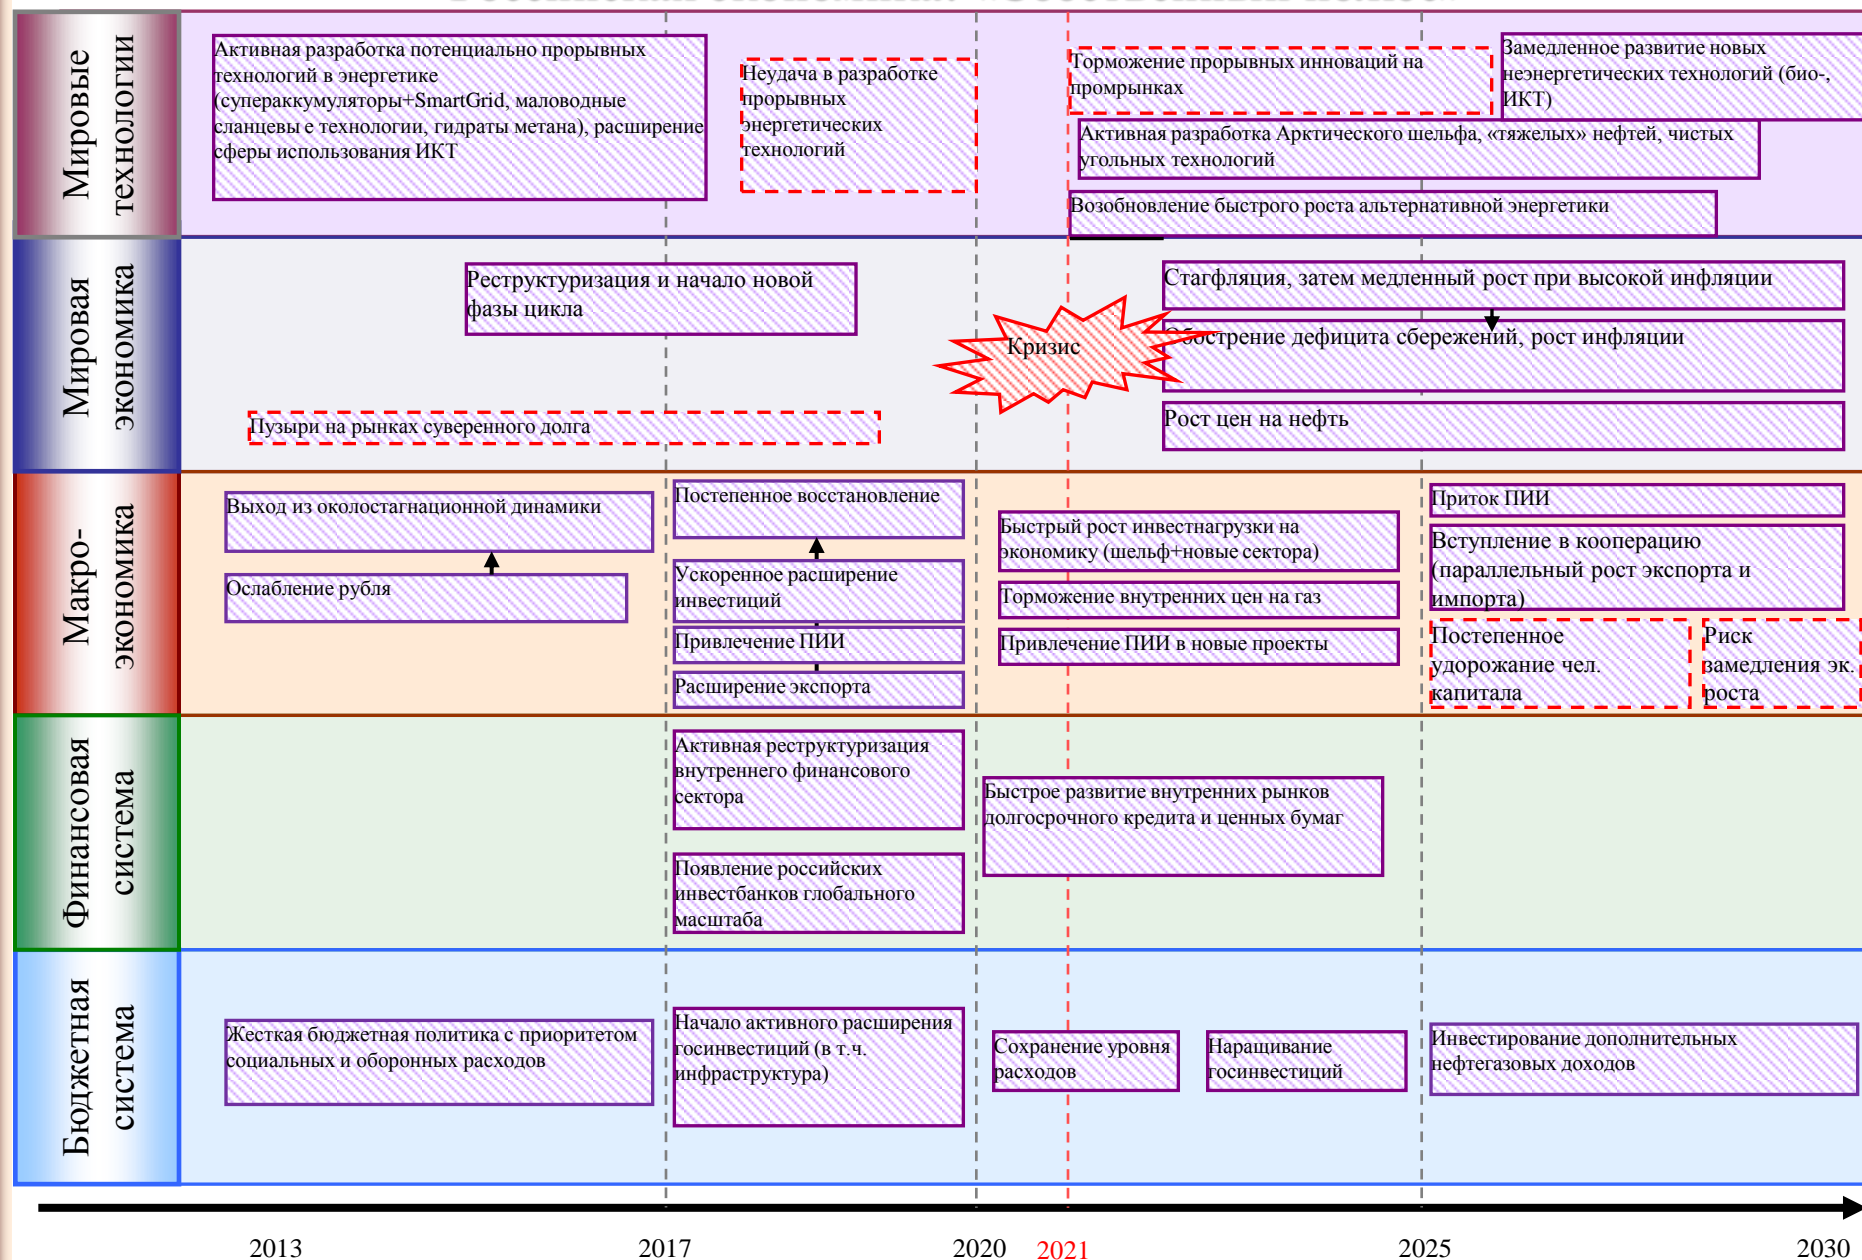 Мировые
технологии
Активная разработка потенциально прорывных
технологий в энергетике
(супераккумуляторы+SmartGrid, маловодные
сланцевы е технологии, гидраты метана), расширение
сферы использования ИКТ
Неудача в разработке
прорывных
энергетических
технологий
Торможение прорывных инноваций на
промрынках
Замедленное развитие новых
неэнергетических технологий (био-,
ИКТ)
Активная разработка Арктического шельфа, «тяжелых» нефтей, чистых
угольных технологий
Возобновление быстрого роста альтернативной энергетики
Мировая
экономика
Реструктуризация и начало новой
фазы цикла
Пузыри на рынках суверенного долга
Кризис
Стагфляция, затем медленный рост при высокой инфляции
Обострение дефицита сбережений, рост инфляции
Рост цен на нефть
Макро-
экономика
Выход из околостагнационной динамики
Ослабление рубля
Постепенное восстановление
Ускоренное расширение
инвестиций
Привлечение ПИИ
Расширение экспорта
Быстрый рост инвестнагрузки на
экономику (шельф+новые сектора)
Торможение внутренних цен на газ
Привлечение ПИИ в новые проекты
Приток ПИИ
Вступление в кооперацию
(параллельный рост экспорта и
импорта)
Постепенное
удорожание чел.
капитала
Риск
замедления эк.
роста
Финансовая
система
Активная реструктуризация
внутреннего финансового
сектора
Появление российских
инвестбанков глобального
масштаба
Быстрое развитие внутренних рынков
долгосрочного кредита и ценных бумаг
Бюджетная
система
Жесткая бюджетная политика с приоритетом
социальных и оборонных расходов
Начало активного расширения
госинвестиций (в т.ч.
инфраструктура)
Сохранение уровня
расходов
Наращивание
госинвестиций
Инвестирование дополнительных
нефтегазовых доходов
2013
2017
2020
2021
2025
2030